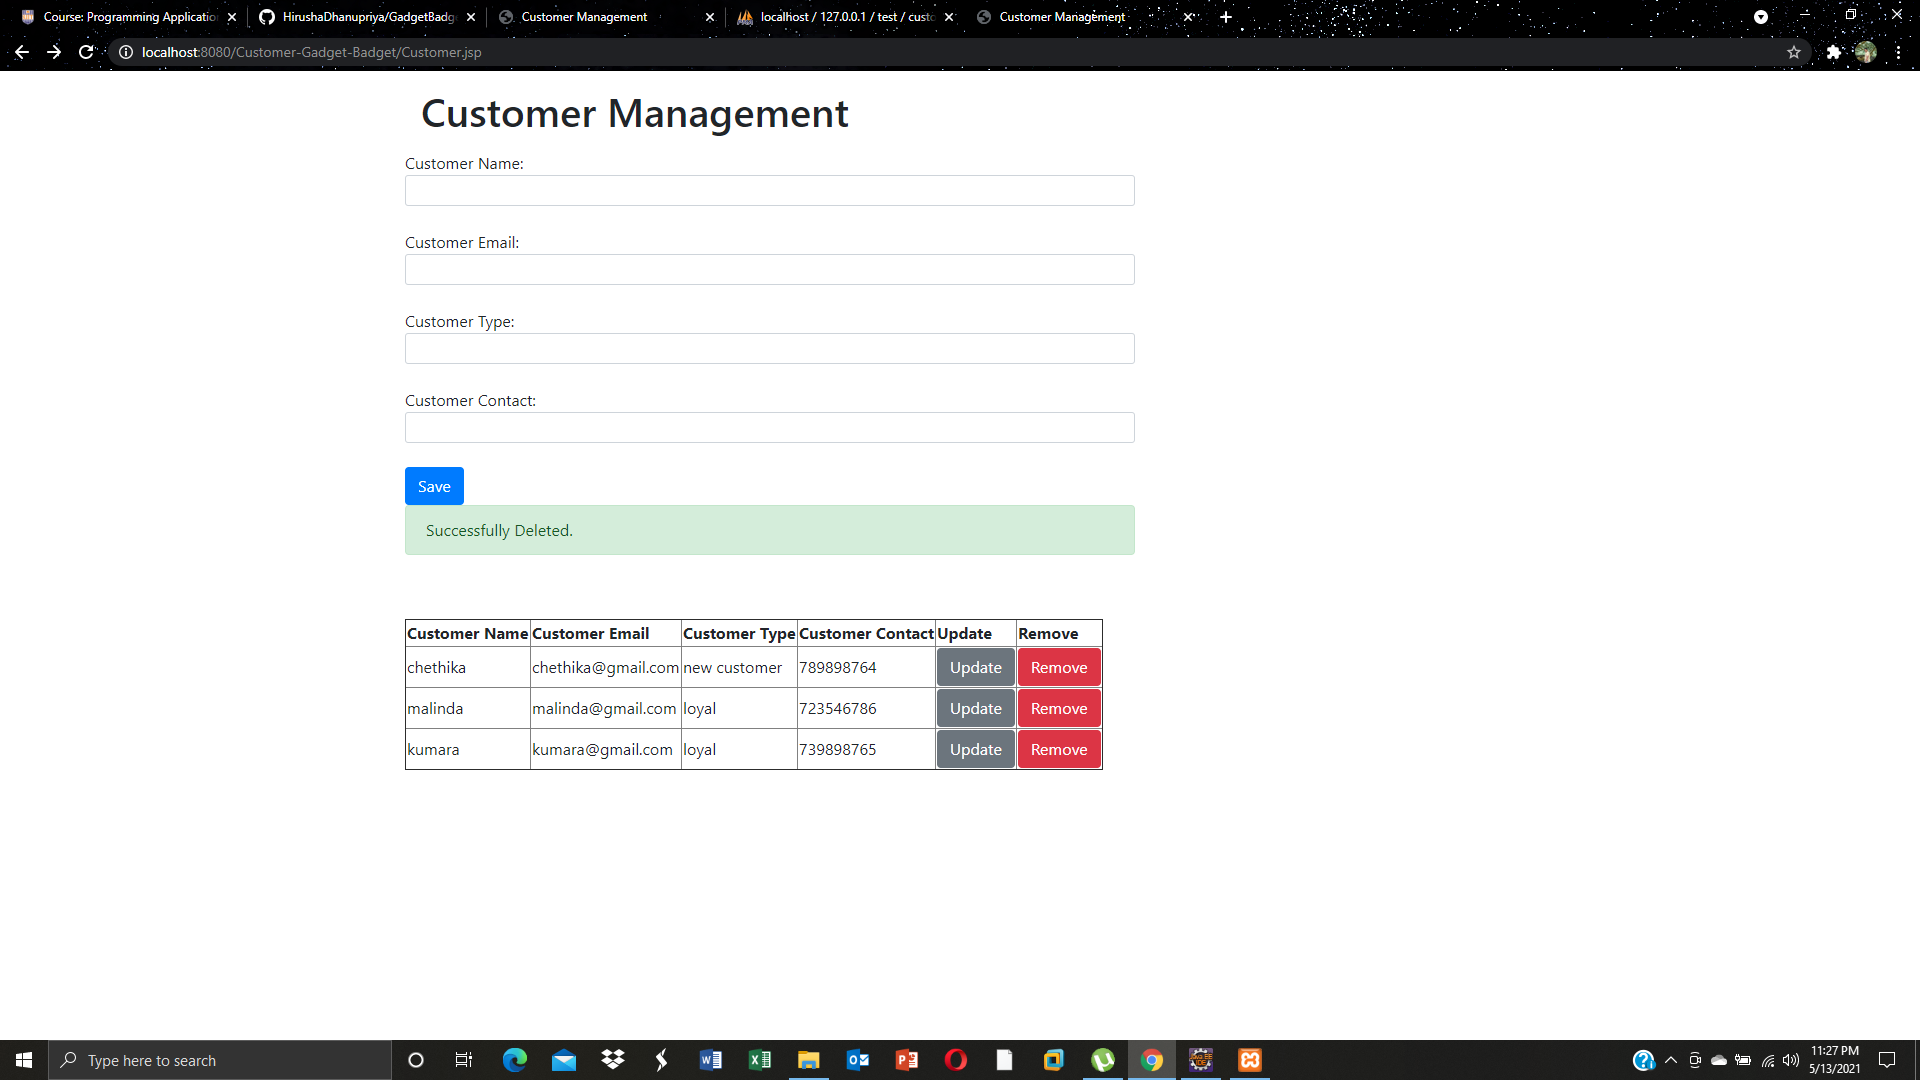 Course: Programming Applicatio
HirushaDhanupriya/GadgetBadg
Customer Management
localhost / 127.0.0.1 / test / custo
Customer Management
localhost:8080/Customer-Gadget-Badget/Customer.jsp
Customer Management
Customer Name:
Customer Email:
Customer Type:
Customer Contact:
Save
Successfully Deleted.
Customer Name Customer Email Customer Type Customer Contact Update Remove
chethika chethika@gmail.com new customer 789898764 Update Remove
malinda malinda@gmail.com loyal 723546786 Update Remove
kumara kumara@gmail.com loyal 739898765 Update Remove
Type here to search
11:27 PM
5/13/2021